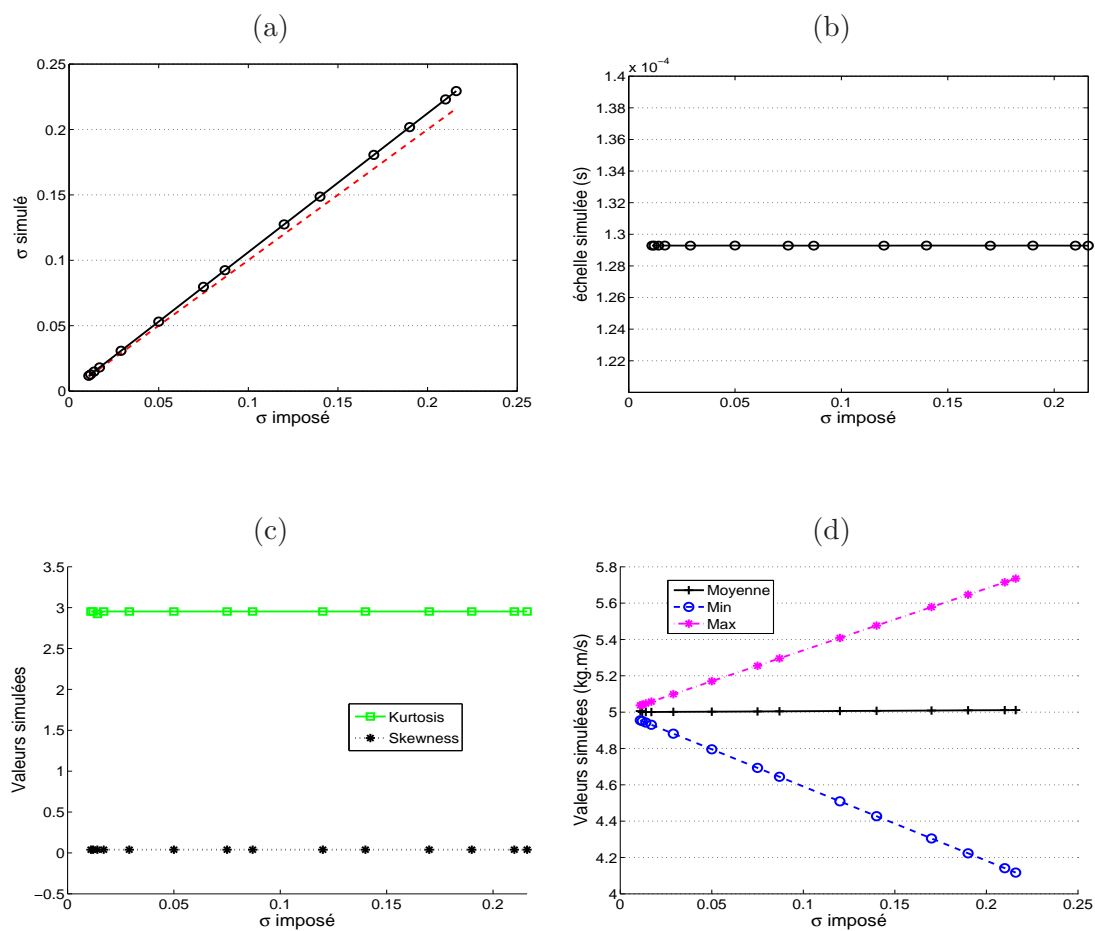 (a)
0.25
0.2
0.15
0.1
0.05
0
σ simulé
0 0.05 0.1 0.15 0.2 0.25
σ imposé
(b)
x 10⁻⁴
1.4
1.38
1.36
1.34
1.32
1.3
1.28
1.26
1.24
1.22
échelle simulée (s)
0 0.05 0.1 0.15 0.2
σ imposé
(c)
3.5
3
2.5
2
1.5
1
0.5
0
−0.5
Valeurs simulées
Kurtosis
Skewness
0 0.05 0.1 0.15 0.2
σ imposé
(d)
5.8
5.6
5.4
5.2
5
4.8
4.6
4.4
4.2
4
Valeurs simulées (kg.m/s)
Moyenne
Min
Max
0 0.05 0.1 0.15 0.2 0.25
σ imposé